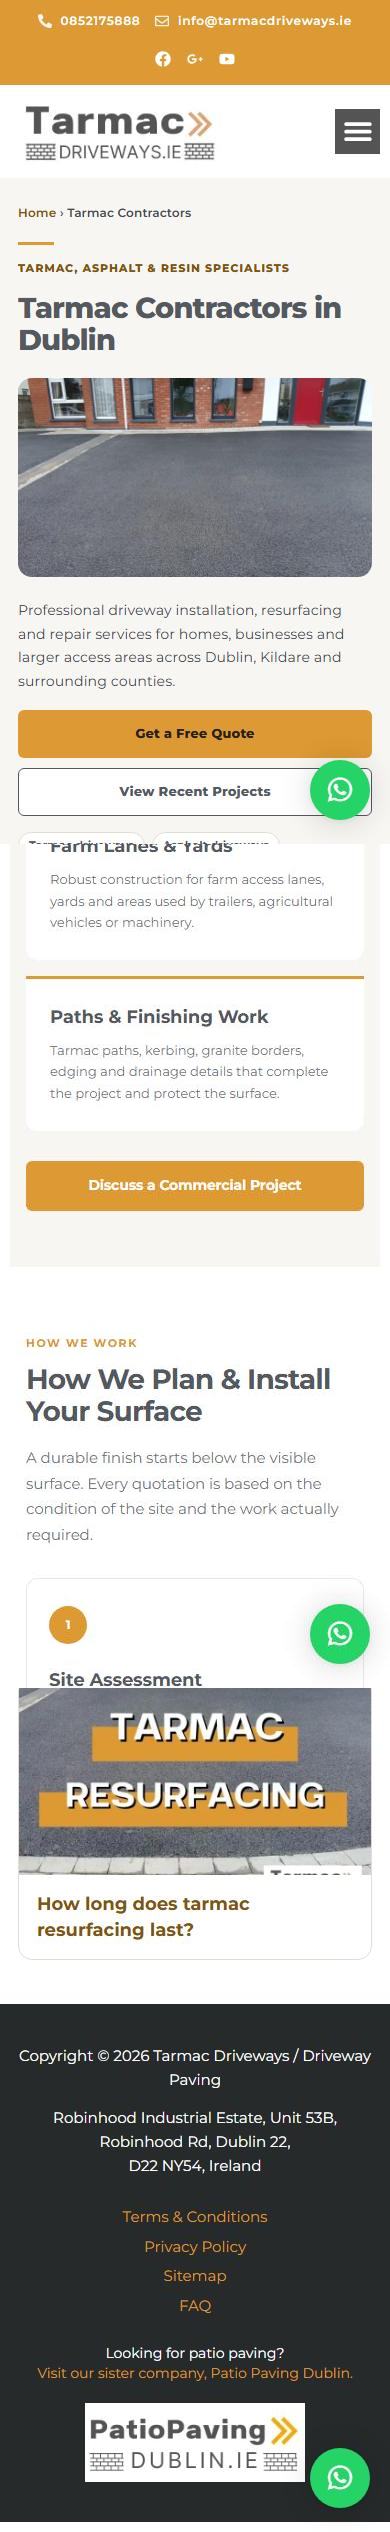 0852175888 info@tarmacdriveways.ie
G+
Tarmac
DRIVEWAYS.IE
Home › Tarmac Contractors
TARMAC, ASPHALT & RESIN SPECIALISTS
Tarmac Contractors in
Dublin
Professional driveway installation, resurfacing
and repair services for homes, businesses and
larger access areas across Dublin, Kildare and
surrounding counties.
Get a Free Quote
View Recent Projects
Farm Lanes & Yards
Robust construction for farm access lanes,
yards and areas used by trailers, agricultural
vehicles or machinery.
Paths & Finishing Work
Tarmac paths, kerbing, granite borders,
edging and drainage details that complete
the project and protect the surface.
Discuss a Commercial Project
HOW WE WORK
How We Plan & Install
Your Surface
A durable finish starts below the visible
surface. Every quotation is based on the
condition of the site and the work actually
required.
1
Site Assessment
TARMAC
RESURFACING
Tarmac
How long does tarmac
resurfacing last?
Copyright © 2026 Tarmac Driveways / Driveway
Paving
Robinhood Industrial Estate, Unit 53B,
Robinhood Rd, Dublin 22,
D22 NY54, Ireland
Terms & Conditions
Privacy Policy
Sitemap
FAQ
Looking for patio paving?
Visit our sister company, Patio Paving Dublin.
PatioPaving
DUBLIN.IE